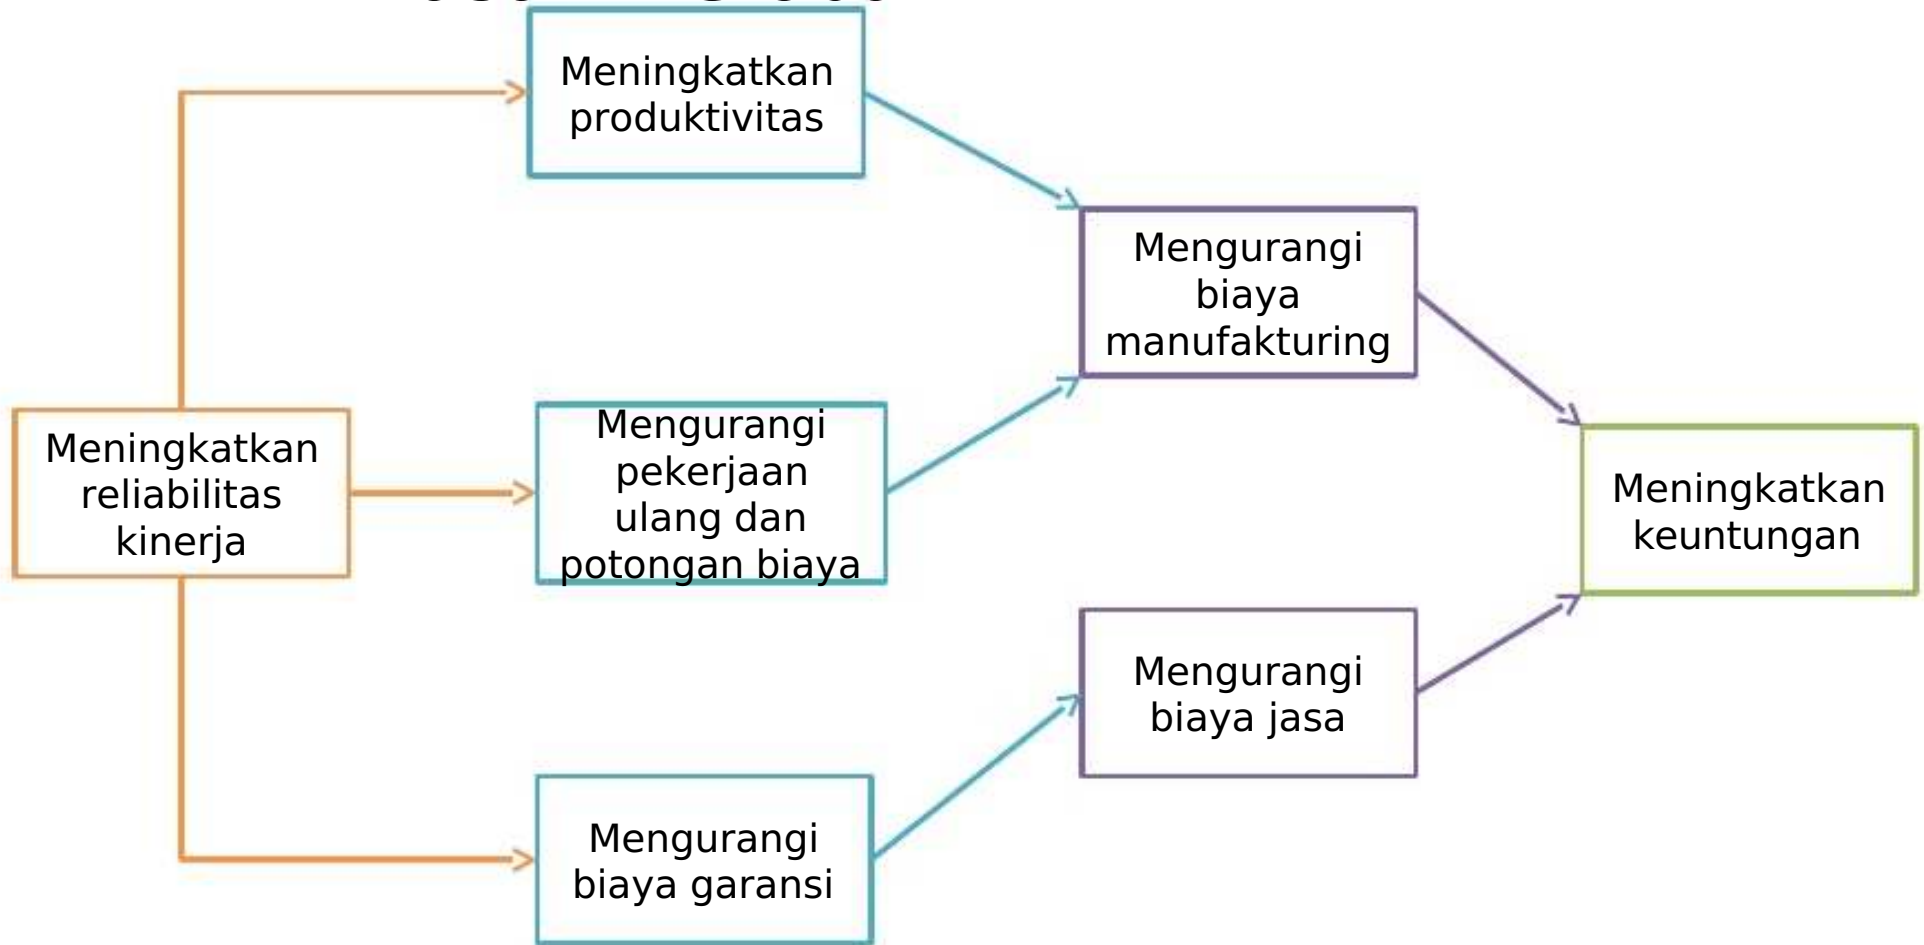 Meningkatkan
produktivitas
Mengurangi
biaya
manufakturing
Meningkatkan
reliabilitas
kinerja
Mengurangi
pekerjaan
ulang dan
potongan biaya
Meningkatkan
keuntungan
Mengurangi
biaya jasa
Mengurangi
biaya garansi